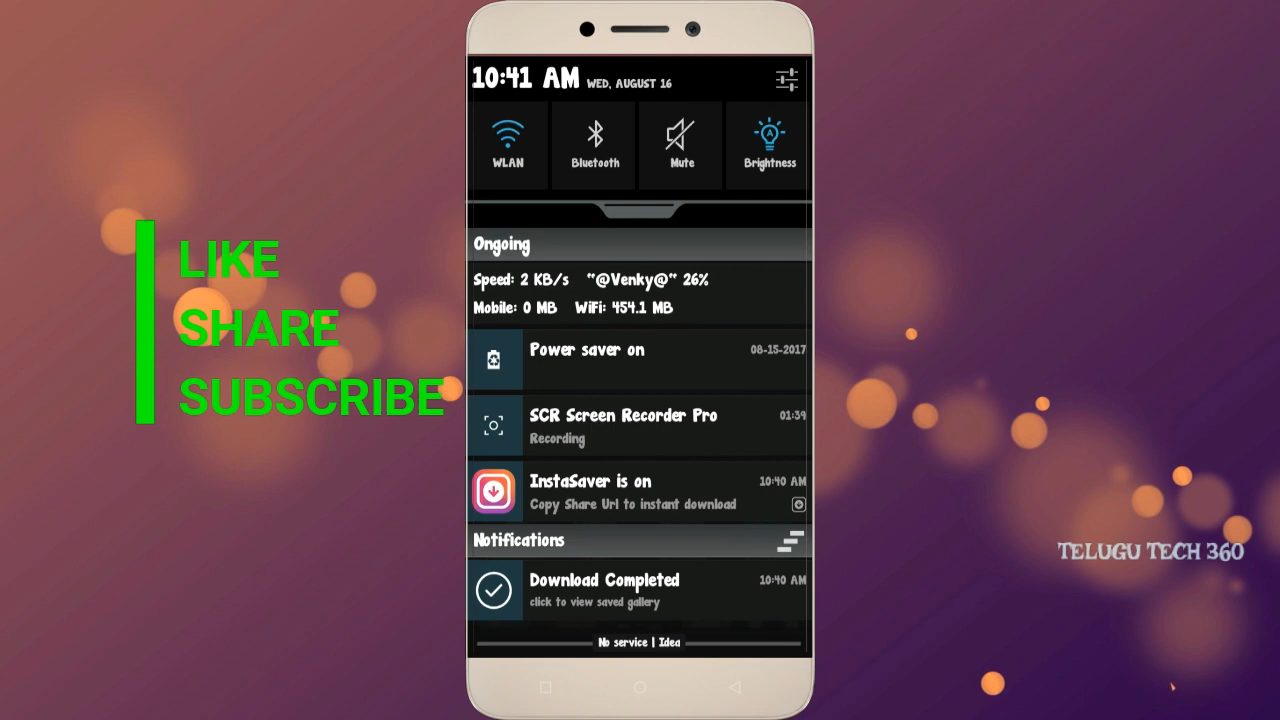 10:41 AM WED, AUGUST 16
WLAN Bluetooth Mute Brightness
Ongoing
Speed: 2 KB/s "@Venky@" 26%
Mobile: 0 MB WiFi: 454.1 MB
Power saver on 08-15-2017
SCR Screen Recorder Pro 01:39
Recording
InstaSaver is on 10:40 AM
Copy Share Url to instant download
Notifications
Download Completed 10:40 AM
click to view saved gallery
No service | Idea
LIKE
SHARE
SUBSCRIBE
TELUGU TECH 360